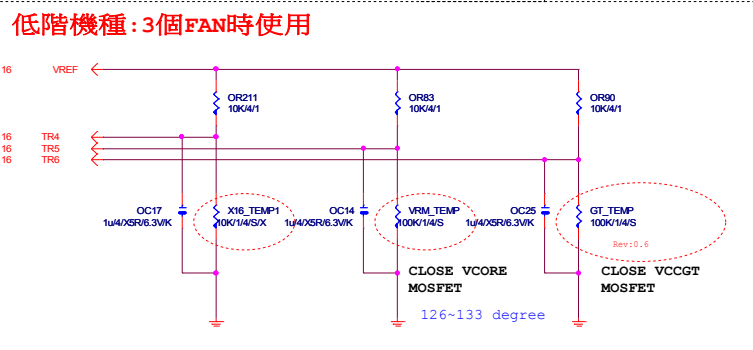 低階機種:3個FAN時使用
16 VREF
OR211
10K/4/1
OR83
10K/4/1
OR90
10K/4/1
16 TR4
16 TR5
16 TR6
OC17
1u/4/X5R/6.3V/K
X16_TEMP1
10K/1/4/S/X
OC14
1u/4/X5R/6.3V/K
VRM_TEMP
100K/1/4/S
OC25
1u/4/X5R/6.3V/K
GT_TEMP
100K/1/4/S
Rev:0.6
CLOSE VCORE
MOSFET
CLOSE VCCGT
MOSFET
126~133 degree